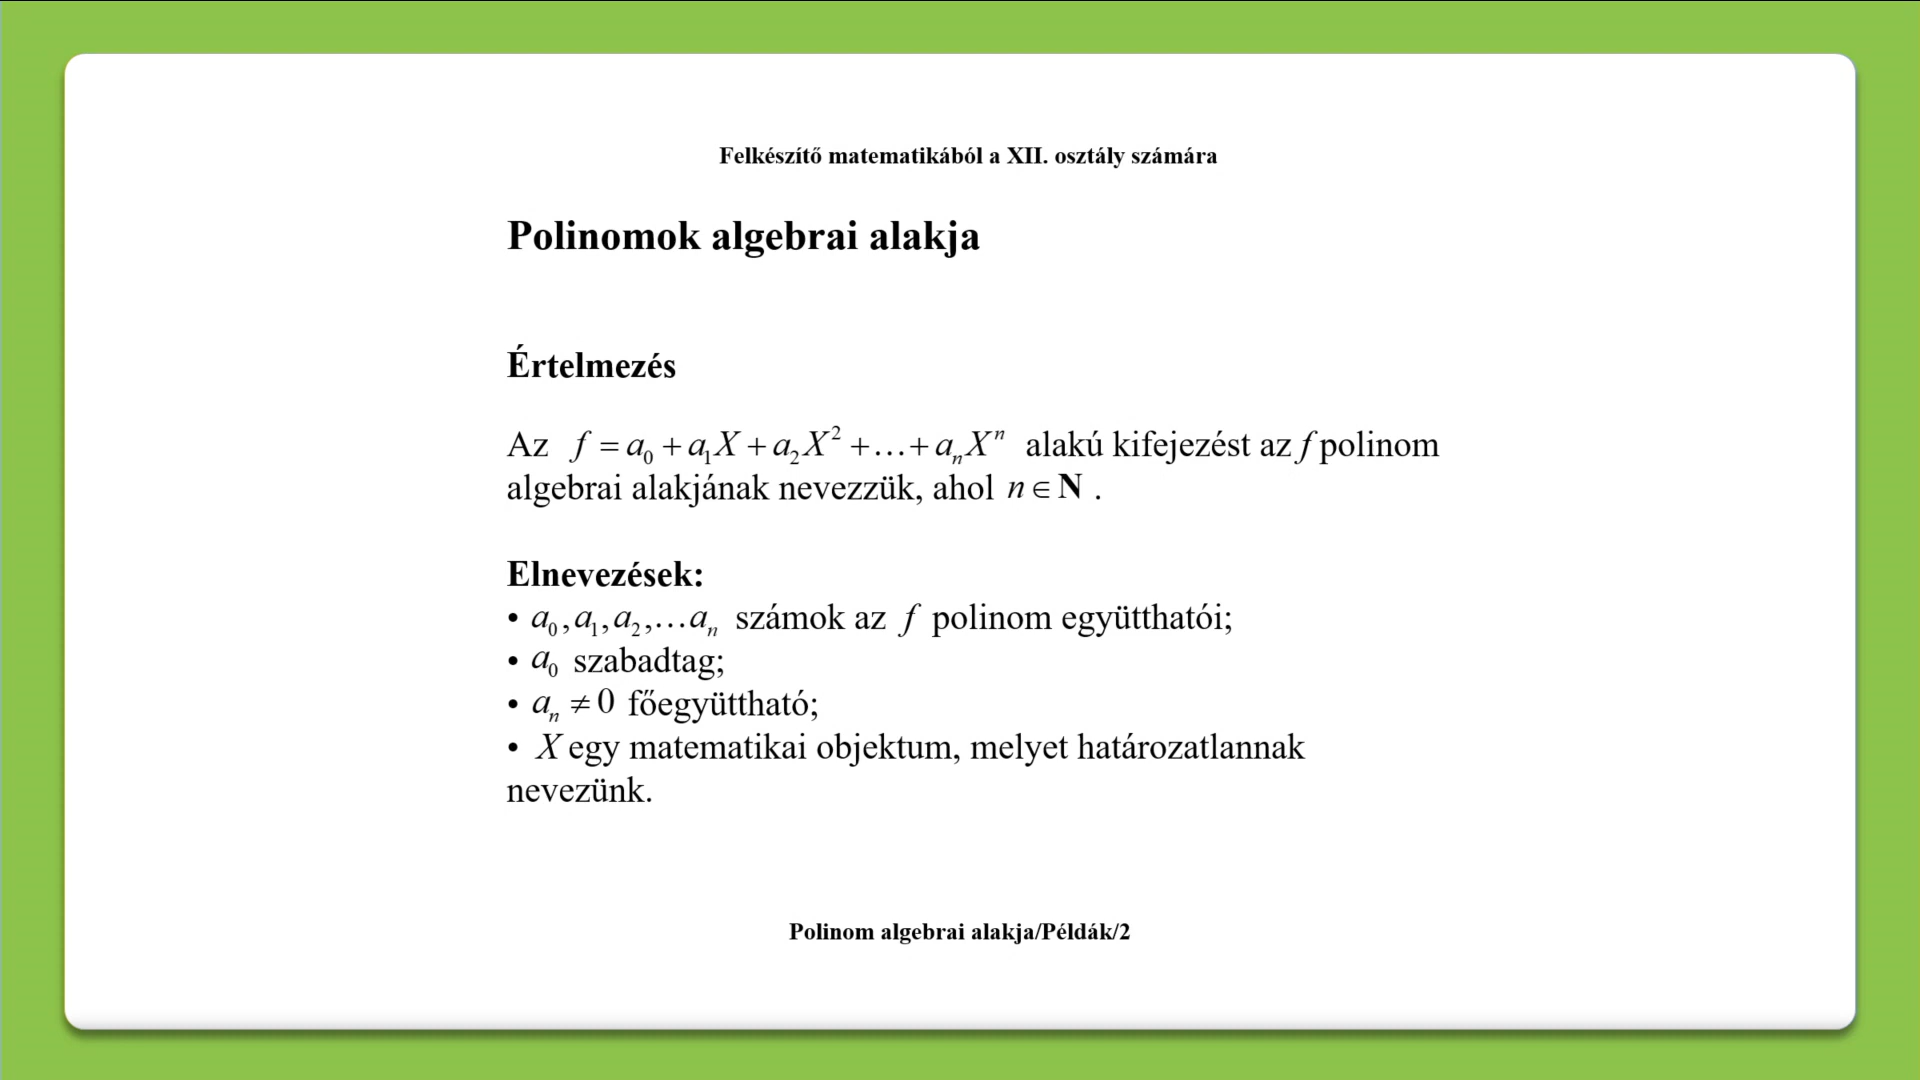 Felkészítő matematikából a XII. osztály számára
Polinomok algebrai alakja
Értelmezés
Az f = a₀ + a₁X + a₂X² + … + aₙXⁿ alakú kifejezést az f polinom
algebrai alakjának nevezzük, ahol n ∈ N .
Elnevezések:
• a₀, a₁, a₂, … aₙ számok az f polinom együtthatói;
• a₀ szabadtag;
• aₙ ≠ 0 főegyüttható;
• X egy matematikai objektum, melyet határozatlannak
nevezünk.
Polinom algebrai alakja/Példák/2